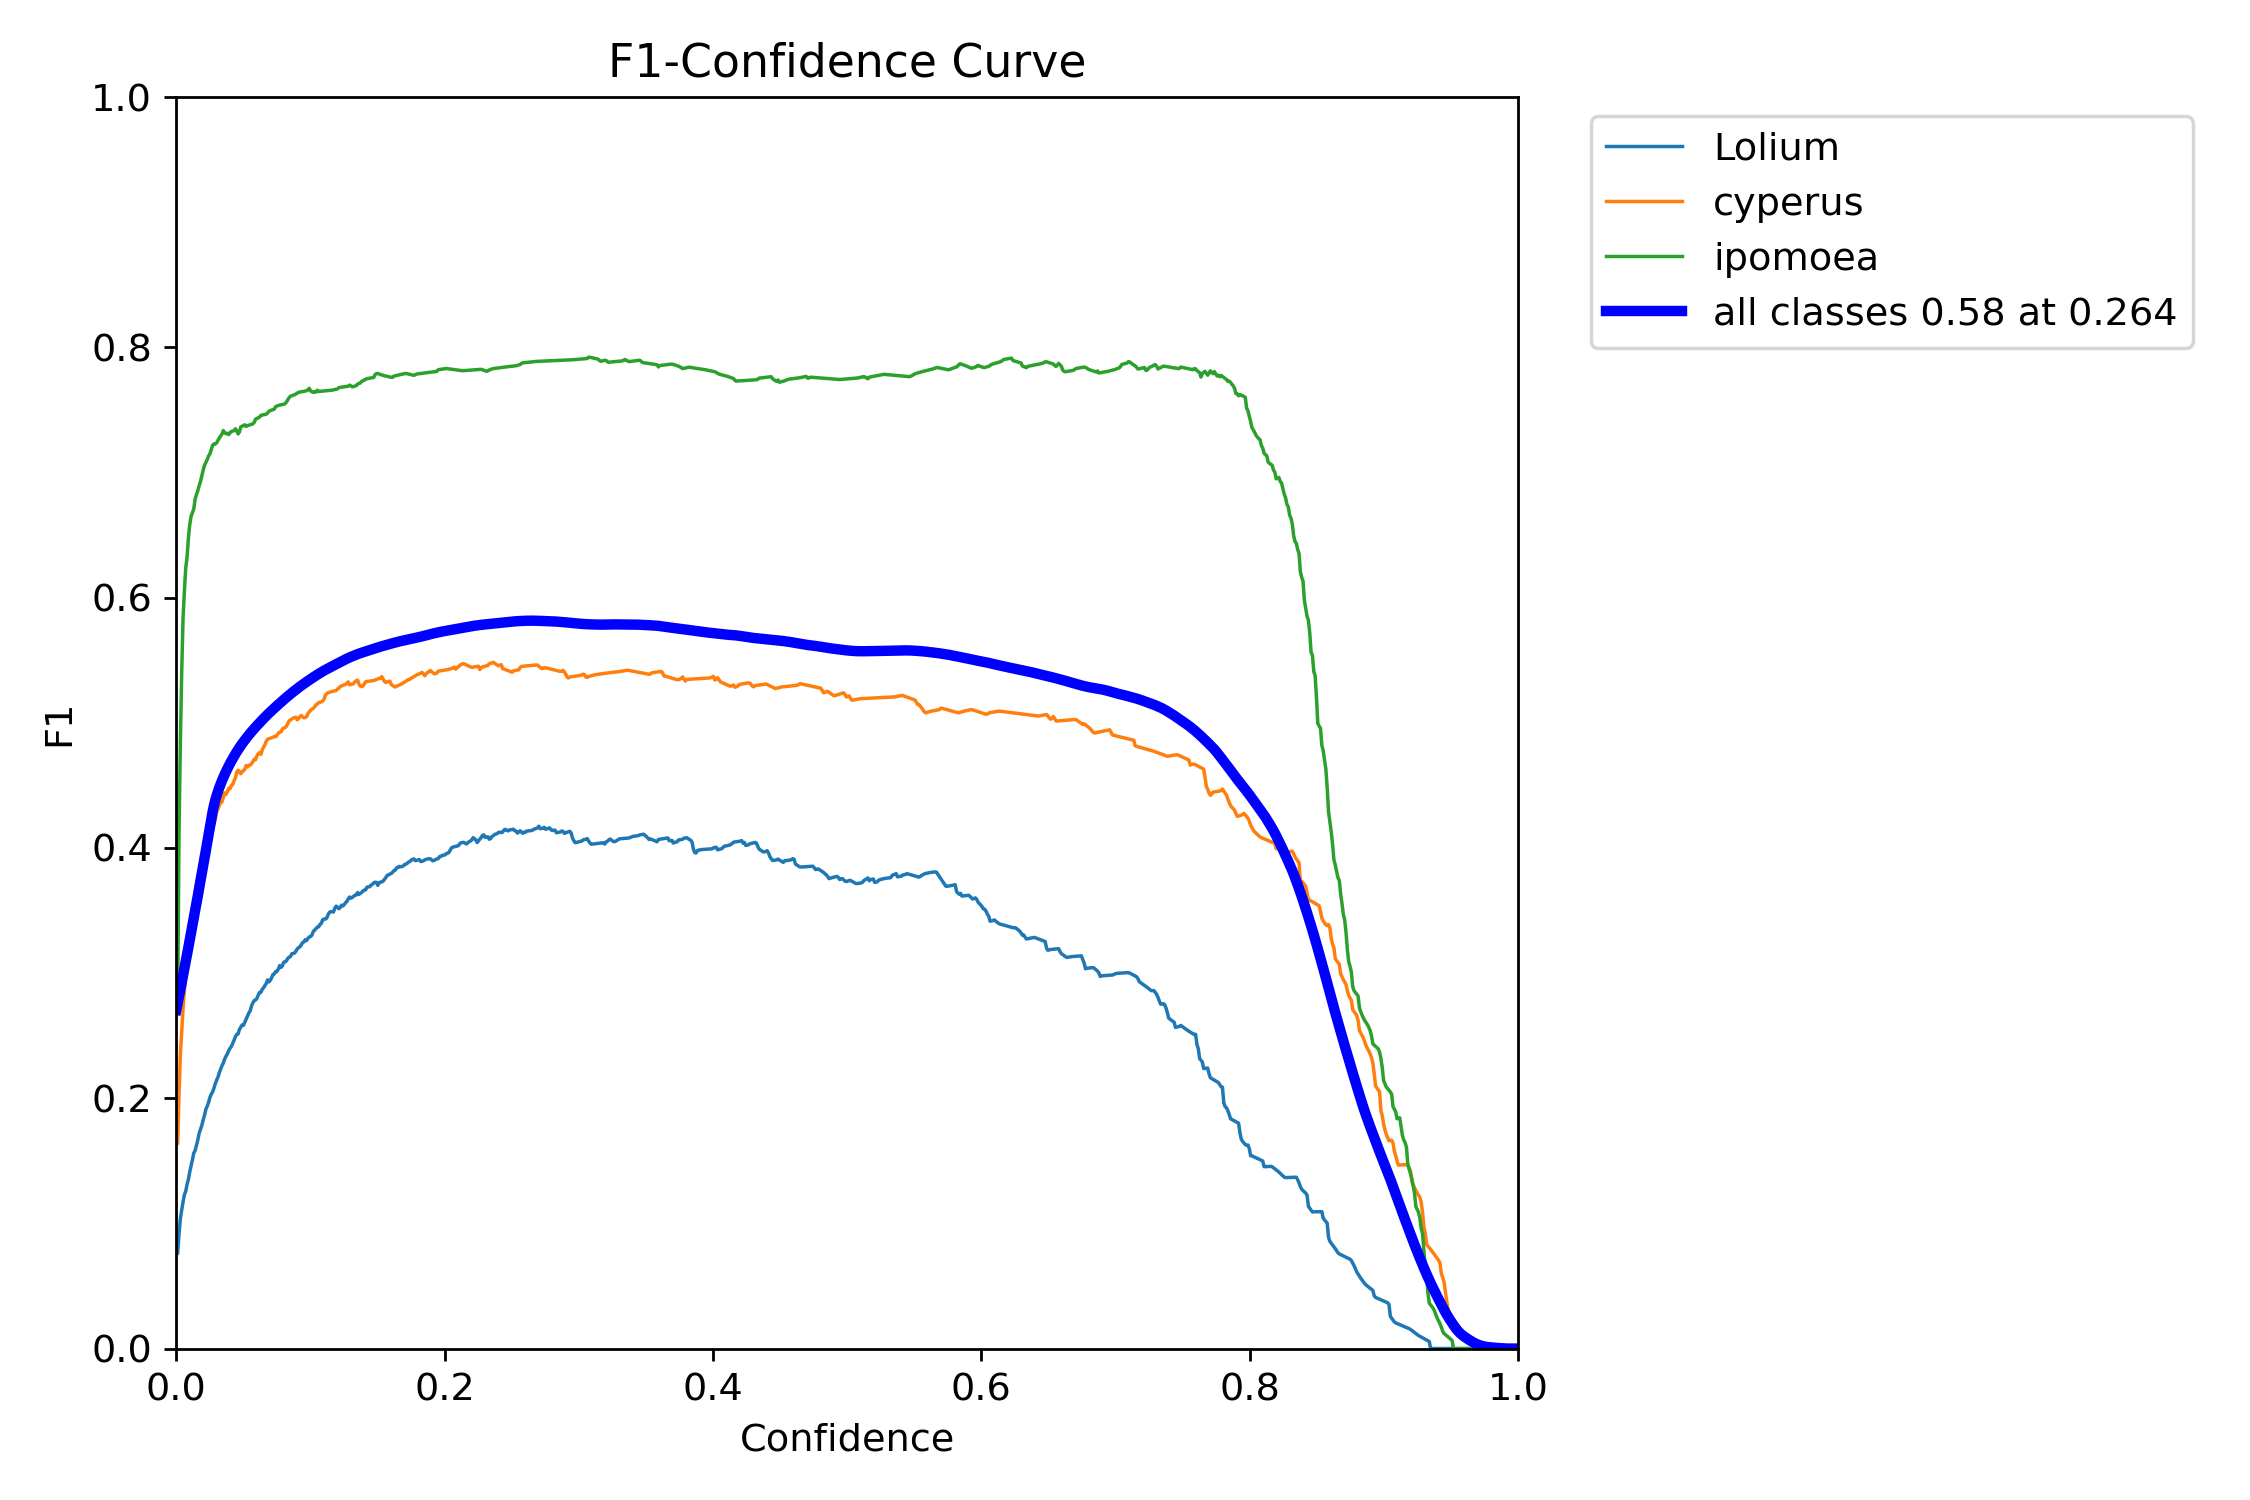 F1-Confidence Curve
1.0
0.8
0.6
0.4
0.2
0.0
F1
0.0 0.2 0.4 0.6 0.8 1.0
Confidence
Lolium
cyperus
ipomoea
all classes 0.58 at 0.264